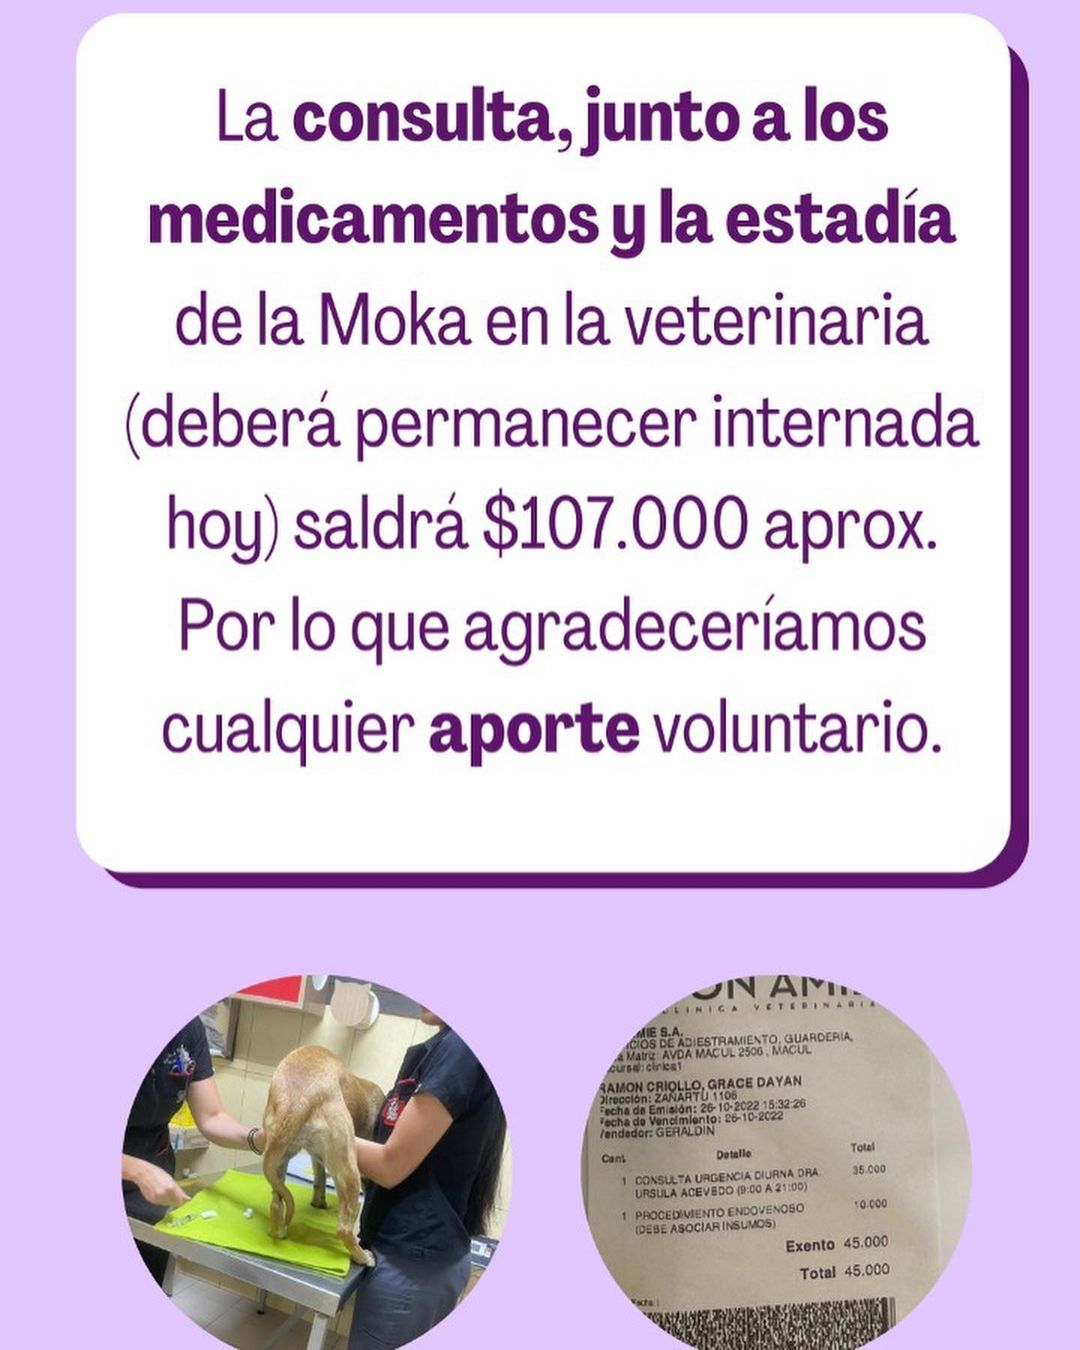 La consulta, junto a los
medicamentos y la estadía
de la Moka en la veterinaria
(deberá permanecer internada
hoy) saldrá $107.000 aprox.
Por lo que agradeceríamos
cualquier aporte voluntario.
CLINICA VETERINARIA
S.A.
DE ADIESTRAMIENTO, GUARDERIA,
Matriz: AVDA MACUL 2506, MACUL
clinica1
RAMON CRIOLLO, GRACE DAYAN
Dirección: ZAÑARTU 1106
Fecha de Emisión: 26-10-2022 15:32:26
Fecha de Vencimiento: 26-10-2022
Vendedor: GERALDIN
Cant. Detalle Total
1 CONSULTA URGENCIA DIURNA DRA. 35.000
URSULA ACEVEDO (9:00 A 21:00)
1 PROCEDIMIENTO ENDOVENOSO 10.000
(DEBE ASOCIAR INSUMOS)
Exento 45.000
Total 45.000